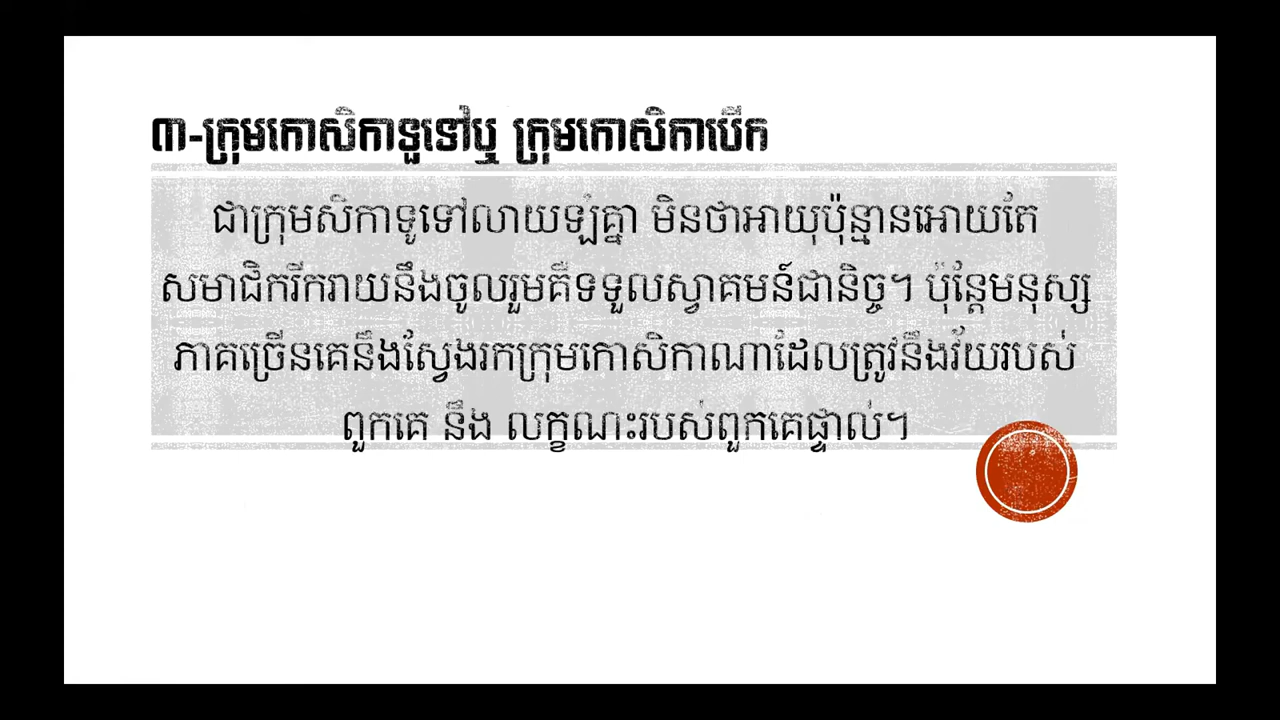 ៣-ក្រុមកោសិកាទូទៅឬ ក្រុមកោសិកាបើក
ជាក្រុមសិកាទូទៅលាយឡំគ្នា មិនថាអាយុប៉ុន្មានអោយតែ
សមាជិករីករាយនឹងចូលរួមគឺទទួលស្វាគមន៍ជានិច្ច។ ប៉ុន្តែមនុស្ស
ភាគច្រើនគេនឹងស្វែងរកក្រុមកោសិកាណាដែលត្រូវនឹងវ័យរបស់
ពួកគេ នឹង លក្ខណះរបស់ពួកគេផ្ទាល់។